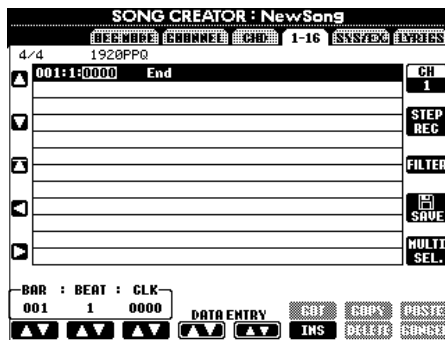 SONG CREATOR : NewSong
REC MODE CHANNEL CHD 1-16 SYS/EX. LYRICS
4/4 1920PPQ
001:1:0000 End
CH
1
STEP
REC
FILTER
SAVE
MULTI
SEL.
BAR : BEAT : CLK
001 1 0000
DATA ENTRY
CUT COPY PASTE
INS DELETE CANCEL